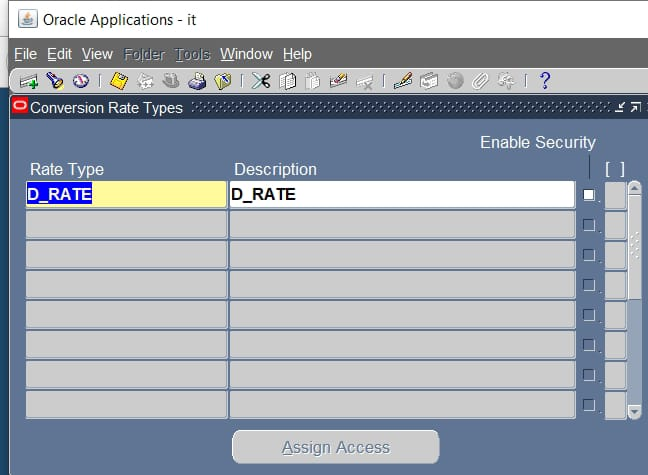 Oracle Applications - it
File Edit View Folder Tools Window Help
Conversion Rate Types
Enable Security
Rate Type Description [ ]
D_RATE D_RATE
Assign Access